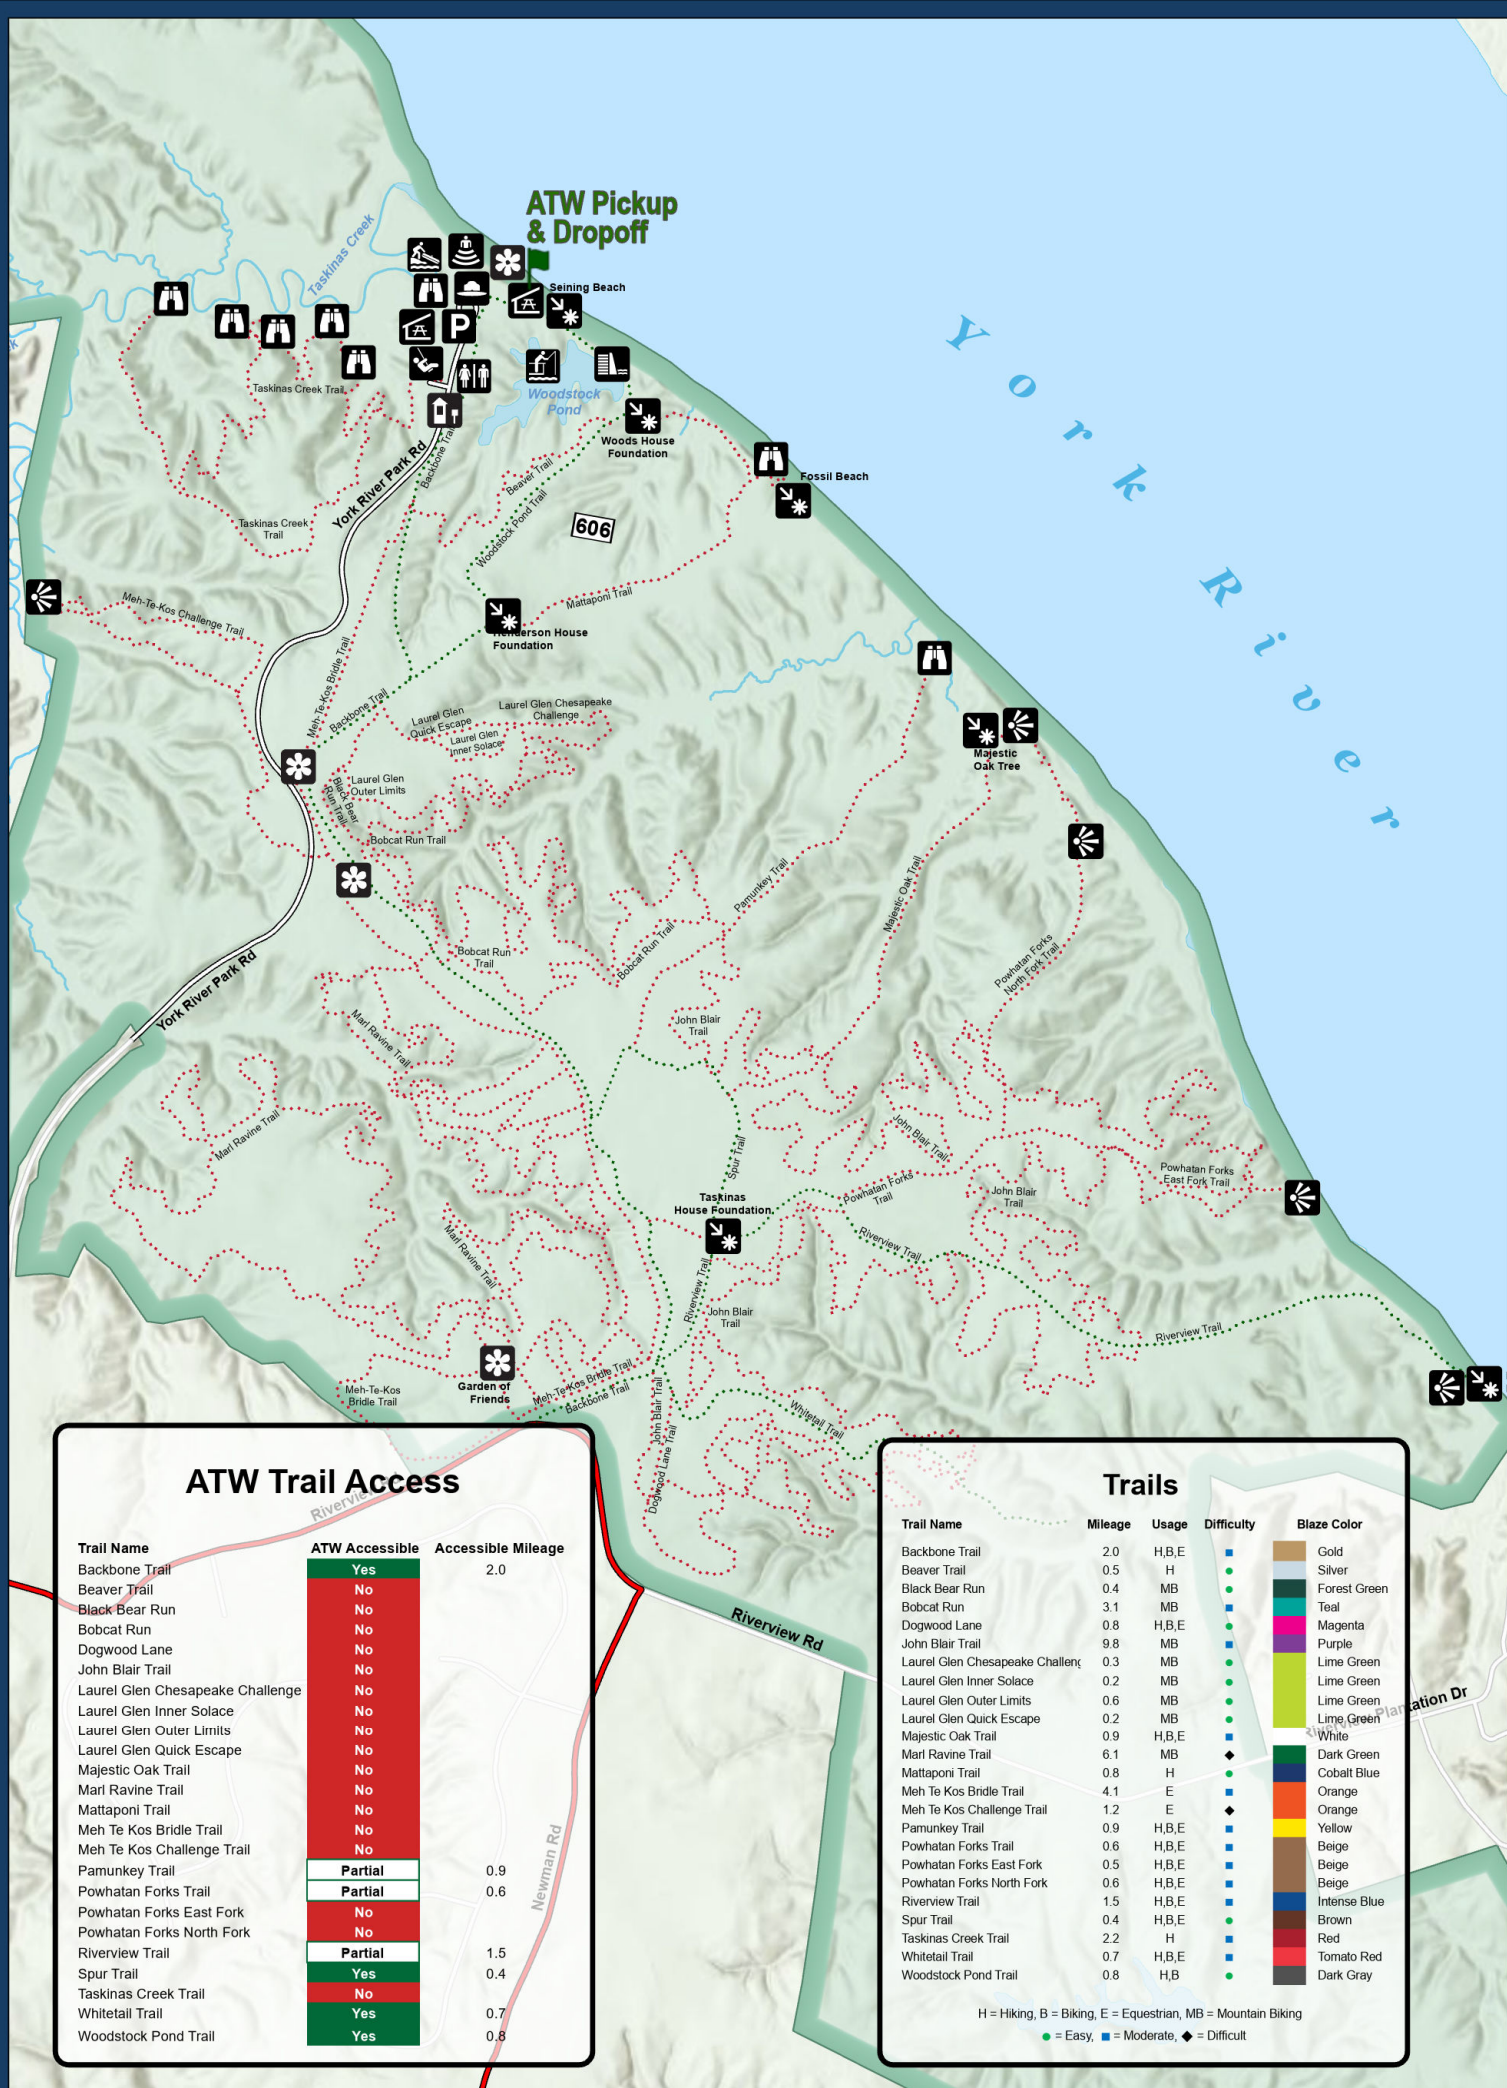 ATW Pickup
& Dropoff
Taskinas Creek
Seining Beach
P
Woodstock
Pond
Taskinas Creek Trail
Woods House
Foundation
Backbone Trail
York River Park Rd
Beaver Trail
Woodstock Pond Trail
606
Fossil Beach
York River
Taskinas Creek
Trail
Meh-Te-Kos Challenge Trail
Mattaponi Trail
Henderson House
Foundation
Meh-Te-Kos Bridle Trail
Backbone Trail
Laurel Glen
Quick Escape
Laurel Glen Chesapeake
Challenge
Laurel Glen
Inner Solace
Majestic
Oak Tree
Laurel Glen
Outer Limits
Black Bear
Run Trail
Bobcat Run Trail
Pamunkey Trail
Majestic Oak Trail
Bobcat Run
Trail
Bobcat Run Trail
Powhatan Forks
North Fork Trail
York River Park Rd
Marl Ravine Trail
John Blair
Trail
Marl Ravine Trail
John Blair Trail
Spur Trail
Powhatan Forks
East Fork Trail
Powhatan Forks
Trail
John Blair
Trail
Taskinas
House Foundation
Marl Ravine Trail
Riverview Trail
Riverview Trail
John Blair
Trail
Riverview Trail
Garden of
Friends
Meh-Te-Kos
Bridle Trail
Meh-Te-Kos Bridle Trail
Backbone Trail
John Blair Trail
Dogwood Lane Trail
Whitetail Trail
Riverview Rd
Newman Rd
Riverview Plantation Dr
ATW Trail Access
Trail Name ATW Accessible Accessible Mileage
Backbone Trail Yes 2.0
Beaver Trail No
Black Bear Run No
Bobcat Run No
Dogwood Lane No
John Blair Trail No
Laurel Glen Chesapeake Challenge No
Laurel Glen Inner Solace No
Laurel Glen Outer Limits No
Laurel Glen Quick Escape No
Majestic Oak Trail No
Marl Ravine Trail No
Mattaponi Trail No
Meh Te Kos Bridle Trail No
Meh Te Kos Challenge Trail No
Pamunkey Trail Partial 0.9
Powhatan Forks Trail Partial 0.6
Powhatan Forks East Fork No
Powhatan Forks North Fork No
Riverview Trail Partial 1.5
Spur Trail Yes 0.4
Taskinas Creek Trail No
Whitetail Trail Yes 0.7
Woodstock Pond Trail Yes 0.8
Trails
Trail Name Mileage Usage Difficulty Blaze Color
Backbone Trail 2.0 H,B,E Gold
Beaver Trail 0.5 H Silver
Black Bear Run 0.4 MB Forest Green
Bobcat Run 3.1 MB Teal
Dogwood Lane 0.8 H,B,E Magenta
John Blair Trail 9.8 MB Purple
Laurel Glen Chesapeake Challeng 0.3 MB Lime Green
Laurel Glen Inner Solace 0.2 MB Lime Green
Laurel Glen Outer Limits 0.6 MB Lime Green
Laurel Glen Quick Escape 0.2 MB Lime Green
Majestic Oak Trail 0.9 H,B,E White
Marl Ravine Trail 6.1 MB Dark Green
Mattaponi Trail 0.8 H Cobalt Blue
Meh Te Kos Bridle Trail 4.1 E Orange
Meh Te Kos Challenge Trail 1.2 E Orange
Pamunkey Trail 0.9 H,B,E Yellow
Powhatan Forks Trail 0.6 H,B,E Beige
Powhatan Forks East Fork 0.5 H,B,E Beige
Powhatan Forks North Fork 0.6 H,B,E Beige
Riverview Trail 1.5 H,B,E Intense Blue
Spur Trail 0.4 H,B,E Brown
Taskinas Creek Trail 2.2 H Red
Whitetail Trail 0.7 H,B,E Tomato Red
Woodstock Pond Trail 0.8 H,B Dark Gray
H = Hiking, B = Biking, E = Equestrian, MB = Mountain Biking
= Easy, = Moderate, = Difficult